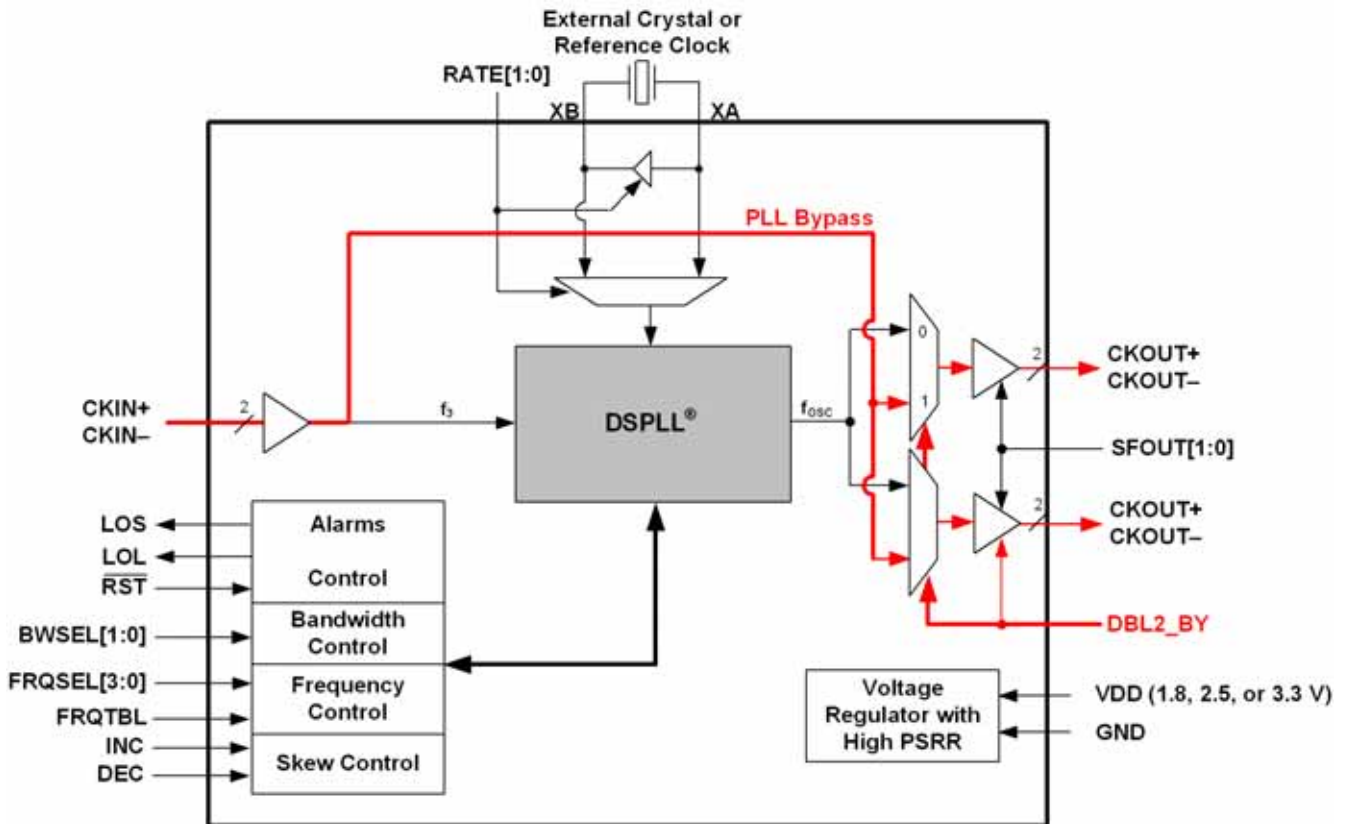 External Crystal or
Reference Clock
RATE[1:0]
XB
XA
PLL Bypass
0
1
2
CKOUT+
CKOUT–
CKIN+
CKIN–
2
f3
DSPLL®
fOSC
SFOUT[1:0]
2
CKOUT+
CKOUT–
LOS
LOL
RST
BWSEL[1:0]
FRQSEL[3:0]
FRQTBL
INC
DEC
Alarms
Control
Bandwidth
Control
Frequency
Control
Skew Control
DBL2_BY
Voltage
Regulator with
High PSRR
VDD (1.8, 2.5, or 3.3 V)
GND